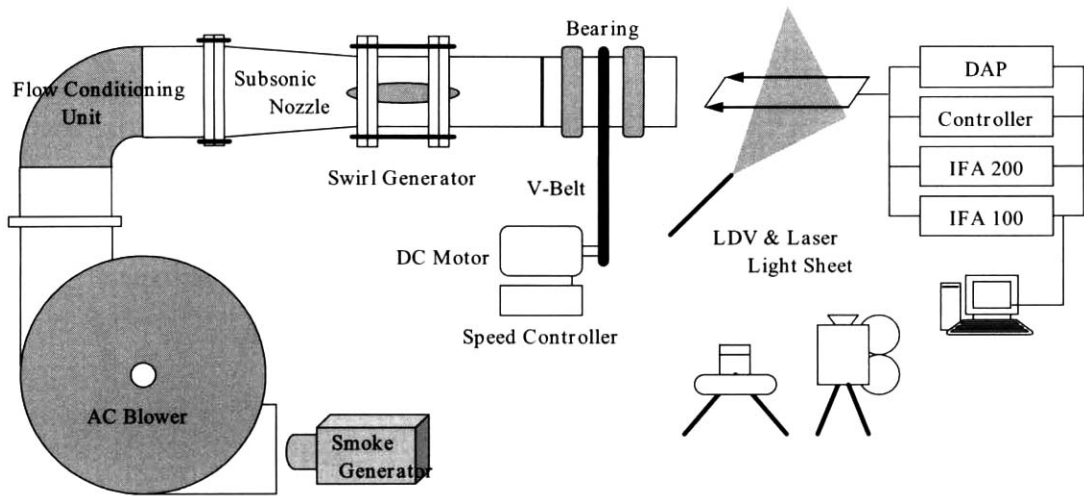 Bearing
Flow Conditioning
Unit
Subsonic
Nozzle
DAP
Controller
IFA 200
IFA 100
Swirl Generator
V-Belt
LDV & Laser
Light Sheet
DC Motor
Speed Controller
AC Blower
Smoke
Generator